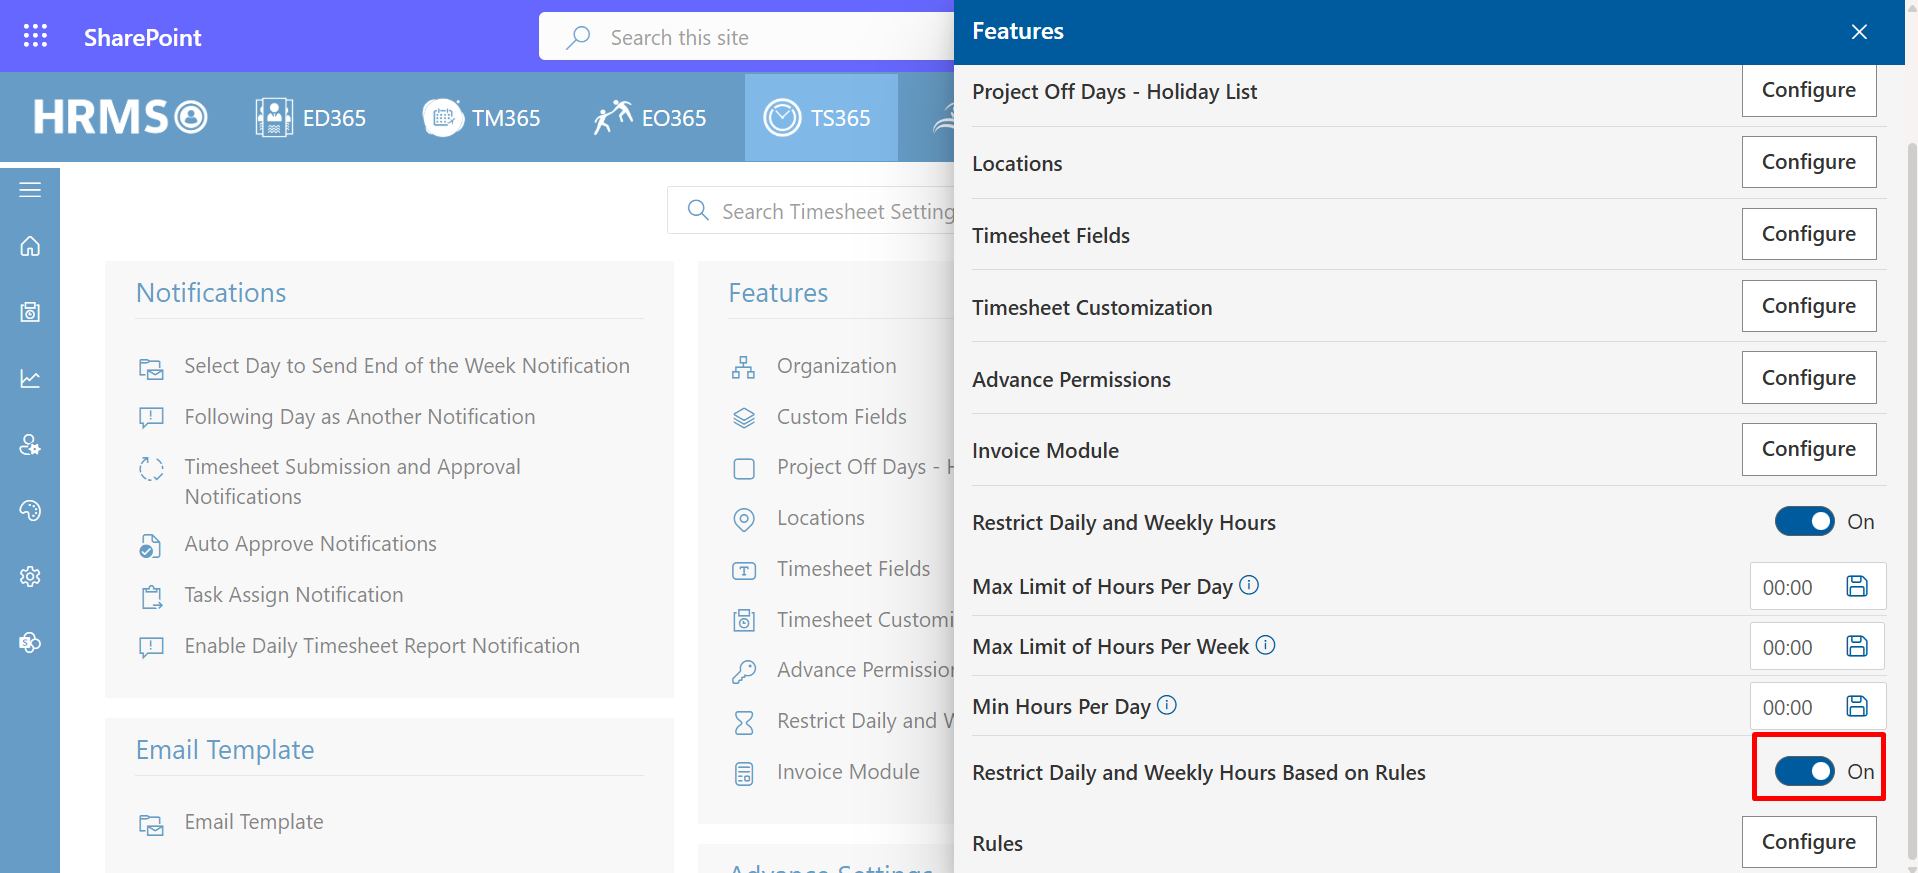 SharePoint
Search this site
HRMS
ED365
TM365
EO365
TS365
Search Timesheet Setting
Notifications
Select Day to Send End of the Week Notification
Following Day as Another Notification
Timesheet Submission and Approval
Notifications
Auto Approve Notifications
Task Assign Notification
Enable Daily Timesheet Report Notification
Email Template
Email Template
Features
Organization
Custom Fields
Project Off Days - H
Locations
Timesheet Fields
Timesheet Customi
Advance Permission
Restrict Daily and W
Invoice Module
Advance Settings
Features
Project Off Days - Holiday List
Configure
Locations
Configure
Timesheet Fields
Configure
Timesheet Customization
Configure
Advance Permissions
Configure
Invoice Module
Configure
Restrict Daily and Weekly Hours
On
Max Limit of Hours Per Day
00:00
Max Limit of Hours Per Week
00:00
Min Hours Per Day
00:00
Restrict Daily and Weekly Hours Based on Rules
On
Rules
Configure